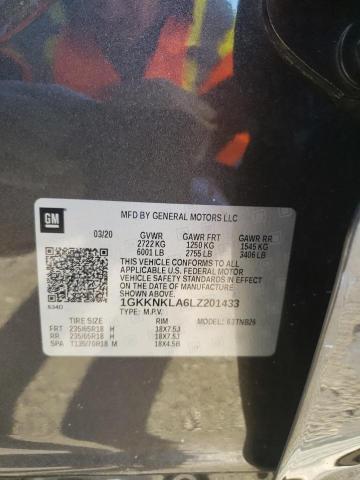 GM
MFD BY GENERAL MOTORS LLC
03/20 GVWR GAWR FRT GAWR RR
2722 KG 1250 KG 1545 KG
6001 LB 2755 LB 3406 LB
THIS VEHICLE CONFORMS TO ALL
APPLICABLE U.S. FEDERAL MOTOR
VEHICLE SAFETY STANDARDS IN
EFFECT ON THE DATE OF MANUFACTURE
SHOWN ABOVE.
1GKKNKLA6LZ201433
TYPE: M.P.V. MODEL: 6TNB26
TIRE SIZE RIM
FRT 235/65R18 H 18X7.5J
RR 235/65R18 H 18X7.5J
SPA T135/70R18 M 18X4.5B